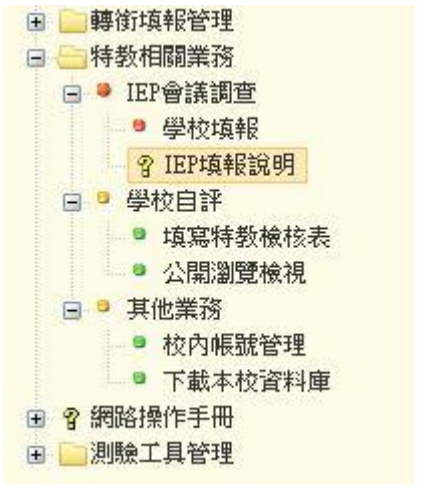 轉銜填報管理
特教相關業務
IEP會議調查
學校填報
IEP填報說明
學校自評
填寫特教檢核表
公開瀏覽檢視
其他業務
校內帳號管理
下載本校資料庫
網路操作手冊
測驗工具管理